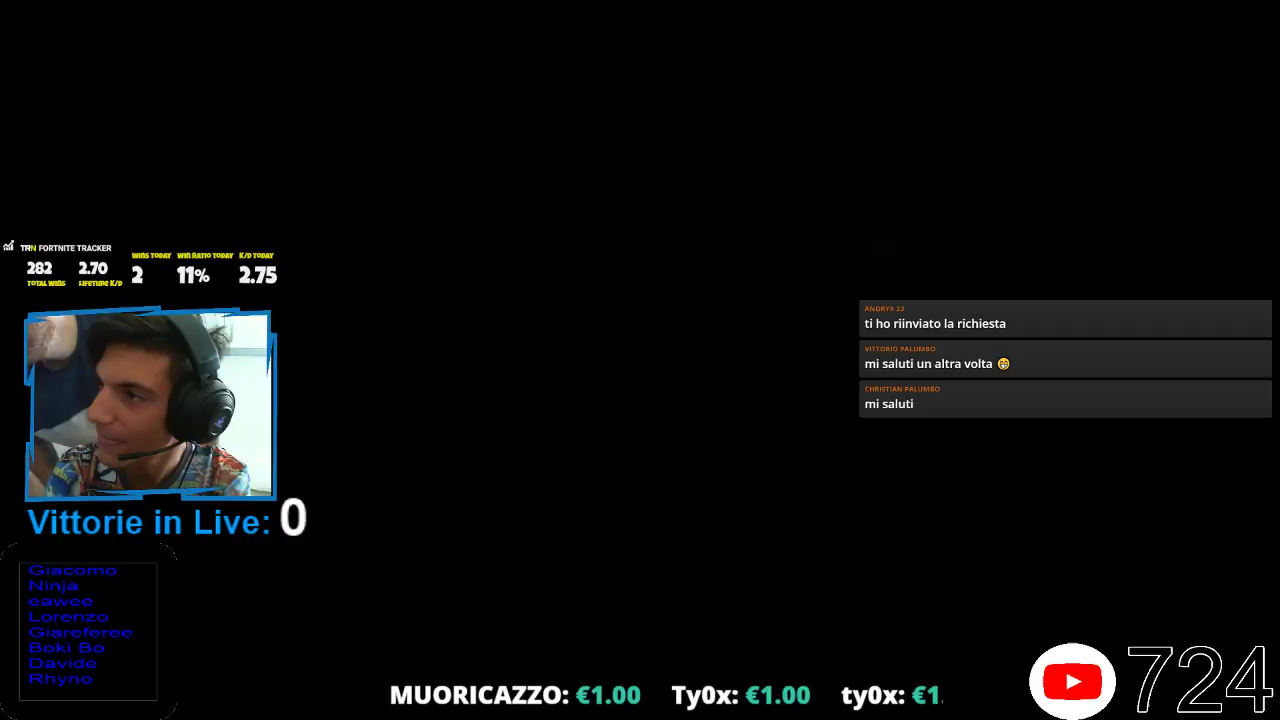 TRN FORTNITE TRACKER
WINS TODAY WIN RATIO TODAY K/D TODAY
282 2.70 2 11% 2.75
TOTAL WINS LIFETIME K/D
ANDRYX 23
ti ho riinviato la richiesta
VITTORIO PALUMBO
mi saluti un altra volta 😁
CHRISTIAN PALUMBO
mi saluti
Vittorie in Live: 0
Giacomo
Ninja
eawee
Lorenzo
Giareferee
Boki Bo
Davide
Rhyno
MUORICAZZO: €1.00 Ty0x: €1.00 ty0x: €1.
724